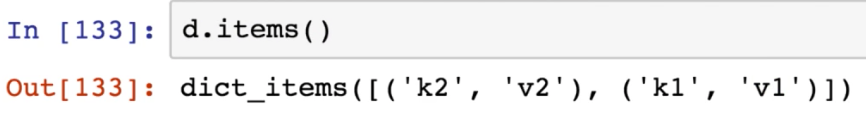 In [133]: d.items()
Out[133]: dict_items([('k2', 'v2'), ('k1', 'v1')])